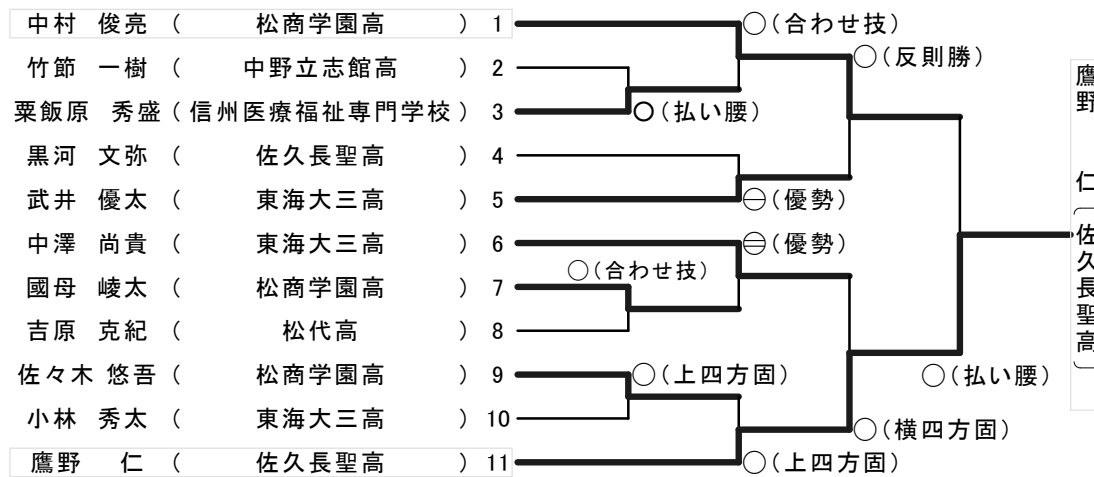 中村 俊亮 ( 松商学園高 ) 1
○(合わせ技)
○(反則勝)
竹節 一樹 ( 中野立志館高 ) 2
粟飯原 秀盛 (信州医療福祉専門学校) 3
○(払い腰)
黒河 文弥 ( 佐久長聖高 ) 4
武井 優太 ( 東海大三高 ) 5
㊀(優勢)
中澤 尚貴 ( 東海大三高 ) 6
㊁(優勢)
○(合わせ技)
國母 崚太 ( 松商学園高 ) 7
吉原 克紀 ( 松代高 ) 8
佐々木 悠吾 ( 松商学園高 ) 9
○(上四方固)
○(払い腰)
小林 秀太 ( 東海大三高 ) 10
○(横四方固)
鷹野 仁 ( 佐久長聖高 ) 11
○(上四方固)
鷹野 仁
(佐久長聖高)